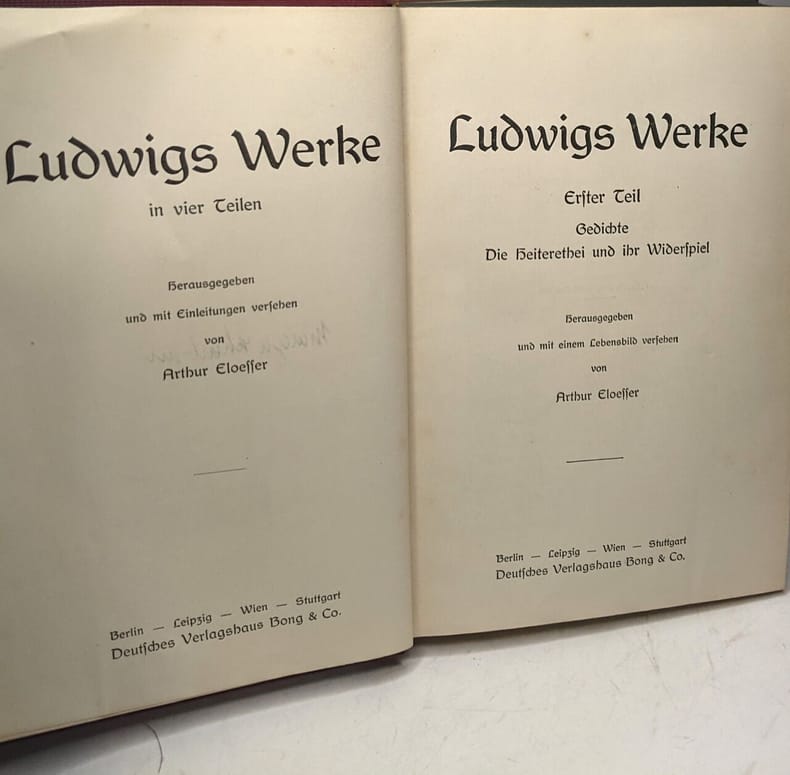 Ludwigs Werke
in vier Teilen
Herausgegeben
und mit Einleitungen verſehen
von
Arthur Eloeſſer
Berlin — Leipzig — Wien — Stuttgart
Deutſches Verlagshaus Bong & Co.
Ludwigs Werke
Erſter Teil
Gedichte
Die Heiterethei und ihr Widerſpiel
Herausgegeben
und mit einem Lebensbild verſehen
von
Arthur Eloeſſer
Berlin — Leipzig — Wien — Stuttgart
Deutſches Verlagshaus Bong & Co.